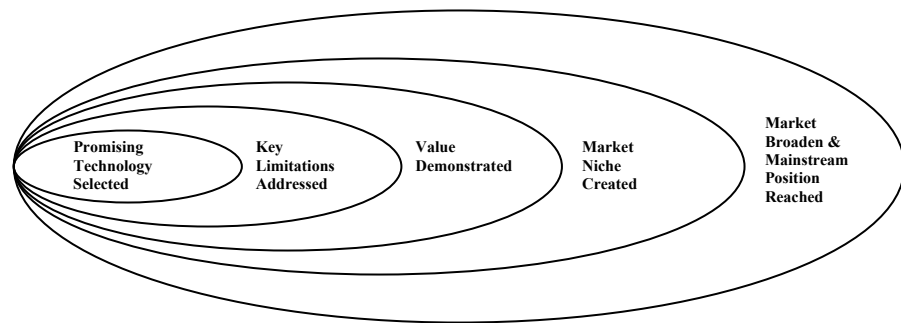 Promising
Technology
Selected
Key
Limitations
Addressed
Value
Demonstrated
Market
Niche
Created
Market
Broaden &
Mainstream
Position
Reached